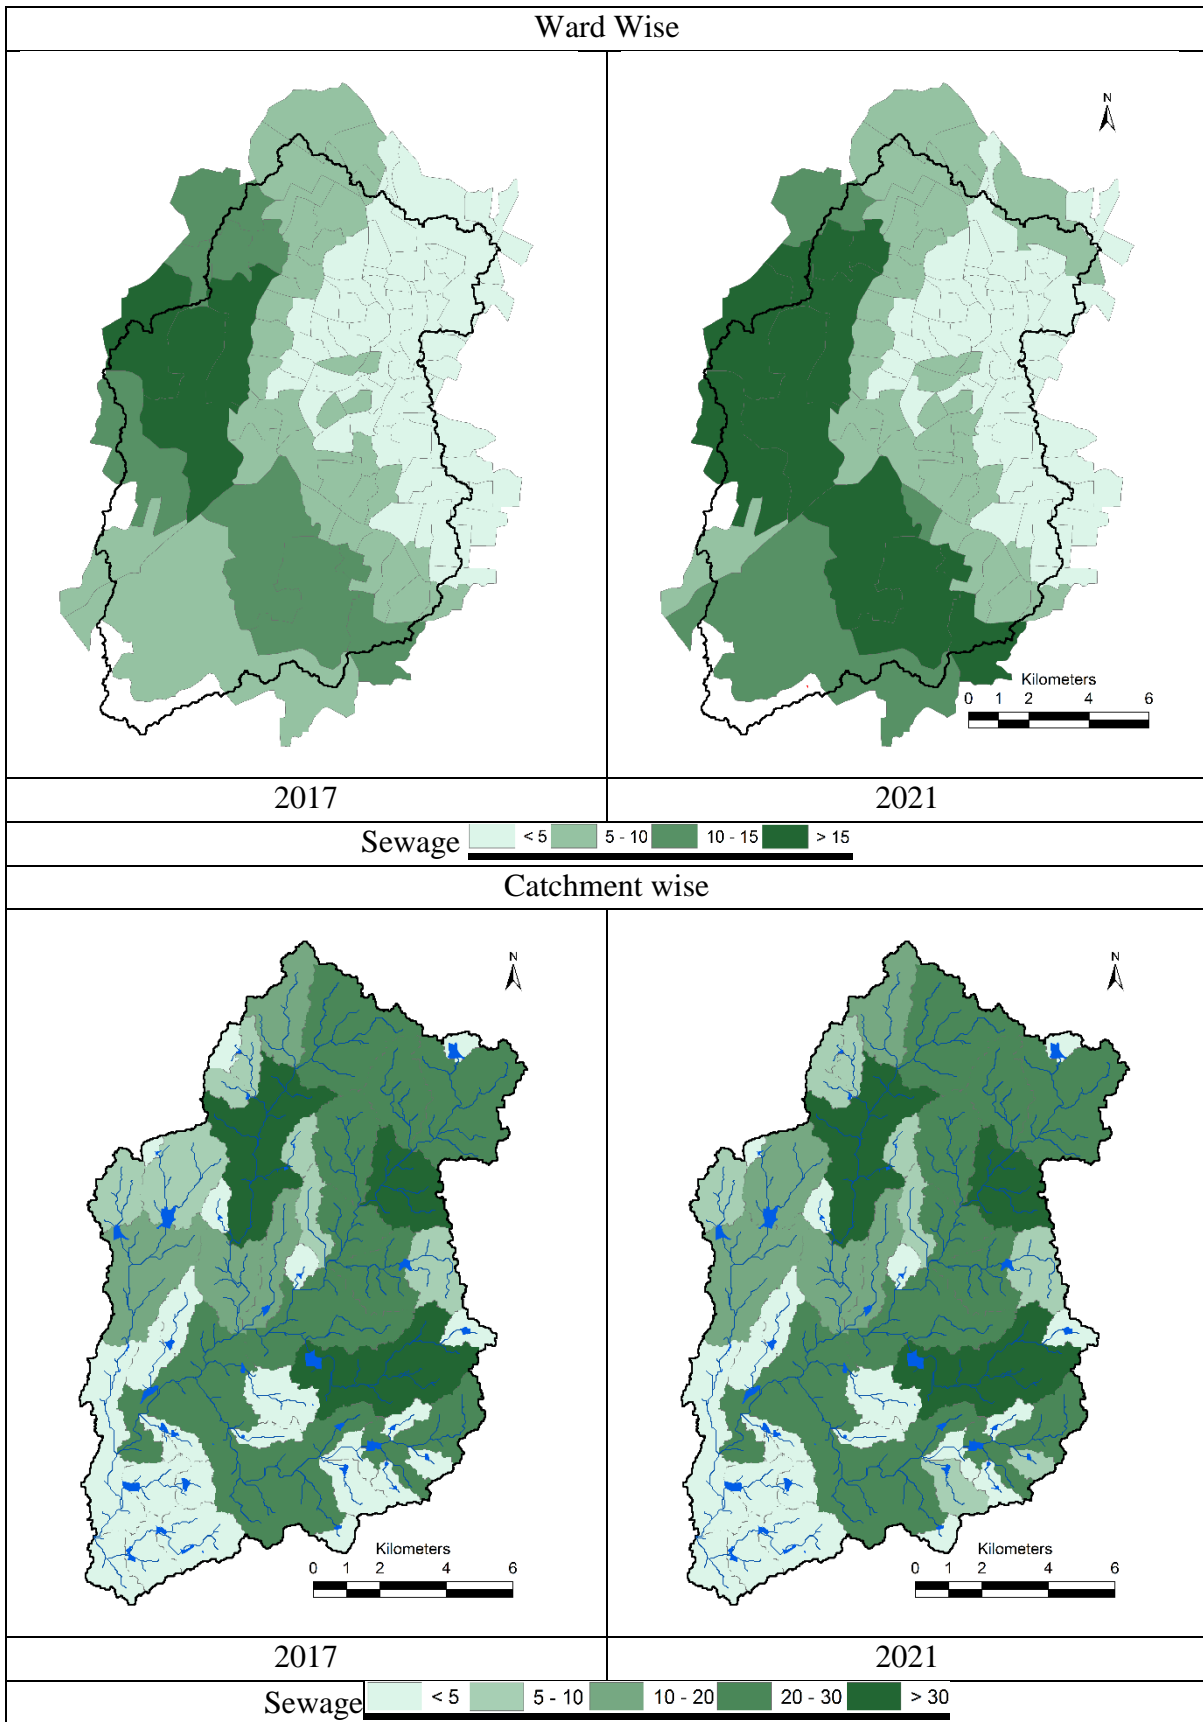 Ward Wise
N
Kilometers
0 1 2 4 6
2017 2021
Sewage < 5 5 - 10 10 - 15 > 15
Catchment wise
N N
Kilometers Kilometers
0 1 2 4 6 0 1 2 4 6
2017 2021
Sewage < 5 5 - 10 10 - 20 20 - 30 > 30